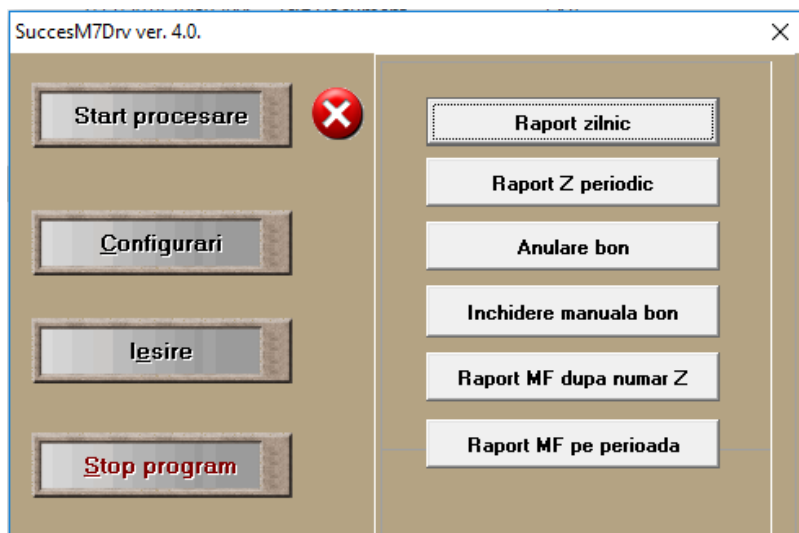 SuccesM7Drv ver. 4.0.
Start procesare
Configurari
Iesire
Stop program
Raport zilnic
Raport Z periodic
Anulare bon
Inchidere manuala bon
Raport MF dupa numar Z
Raport MF pe perioada